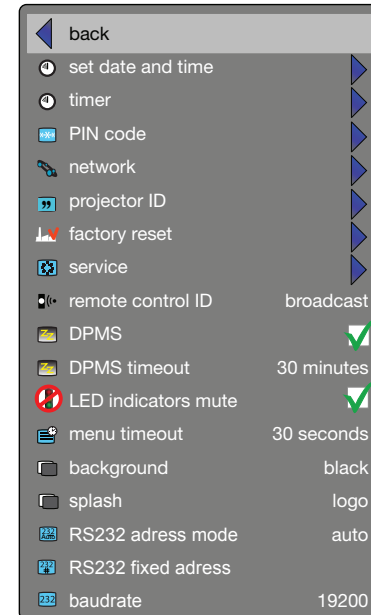 back
set date and time
timer
PIN code
network
projector ID
factory reset
service
remote control ID broadcast
DPMS
DPMS timeout 30 minutes
LED indicators mute
menu timeout 30 seconds
background black
splash logo
RS232 adress mode auto
RS232 fixed adress
baudrate 19200